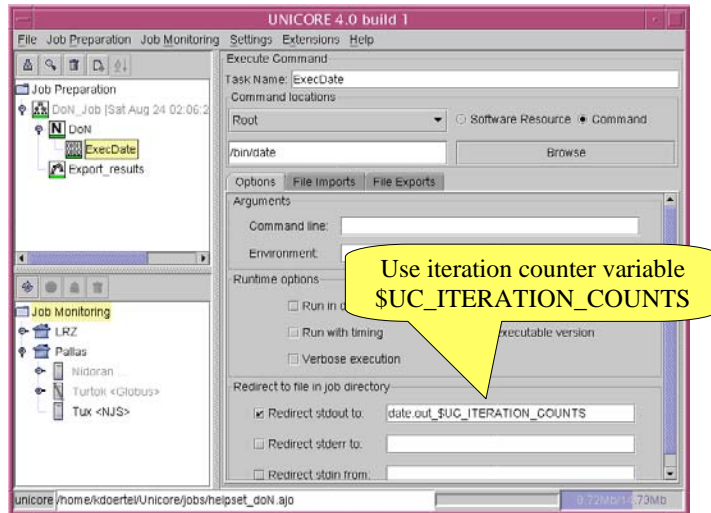 UNICORE 4.0 build 1
File Job Preparation Job Monitoring Settings Extensions Help
Job Preparation
DoN_Job [Sat Aug 24 02:06:2
N DoN
ExecDate
Export_results
Execute Command
Task Name: ExecDate
Command locations
Root
Software Resource Command
/bin/date Browse
Options File Imports File Exports
Arguments
Command line:
Environment:
Use iteration counter variable
$UC_ITERATION_COUNTS
Runtime options
Run in
Run with timing
executable version
Verbose execution
Redirect to file in job directory
Redirect stdout to: date.out_$UC_ITERATION_COUNTS
Redirect stderr to:
Redirect stdin from:
Job Monitoring
LRZ
Pallas
Nidoran
N Turtok <Globus>
Tux <NJS>
unicore /home/kdoertel/Unicore/jobs/helpset_doN.ajo